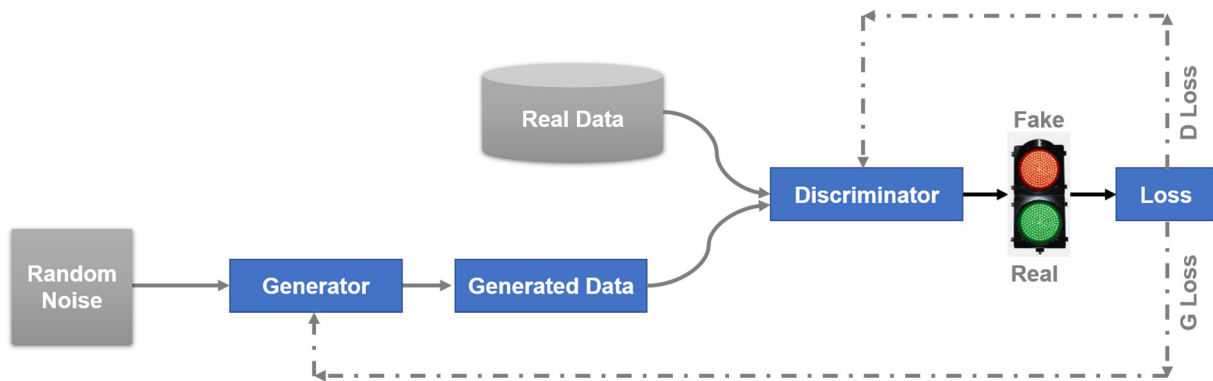 Real Data
Random
Noise
Generator
Generated Data
Discriminator
Fake
Real
Loss
D Loss
G Loss